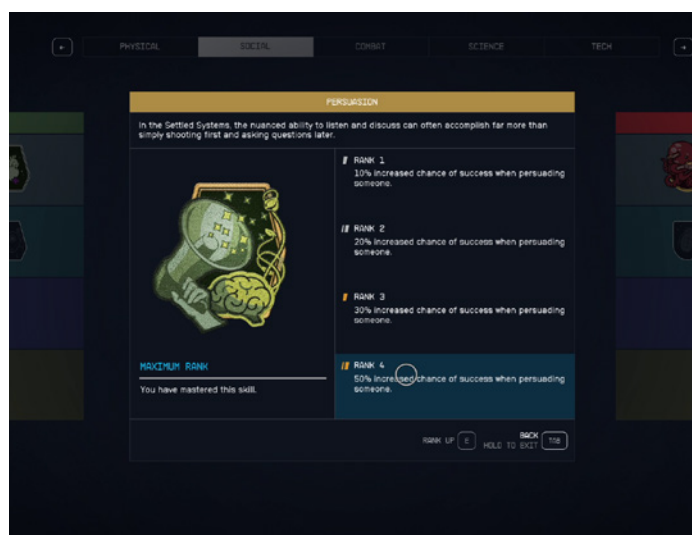 PHYSICAL
SOCIAL
COMBAT
SCIENCE
TECH
PERSUASION
In the Settled Systems, the nuanced ability to listen and discuss can often accomplish far more than
simply shooting first and asking questions later.
RANK 1
10% increased chance of success when persuading
someone.
RANK 2
20% increased chance of success when persuading
someone.
RANK 3
30% increased chance of success when persuading
someone.
RANK 4
50% increased chance of success when persuading
someone.
MAXIMUM RANK
You have mastered this skill.
RANK UP E
BACK
HOLD TO EXIT TAB